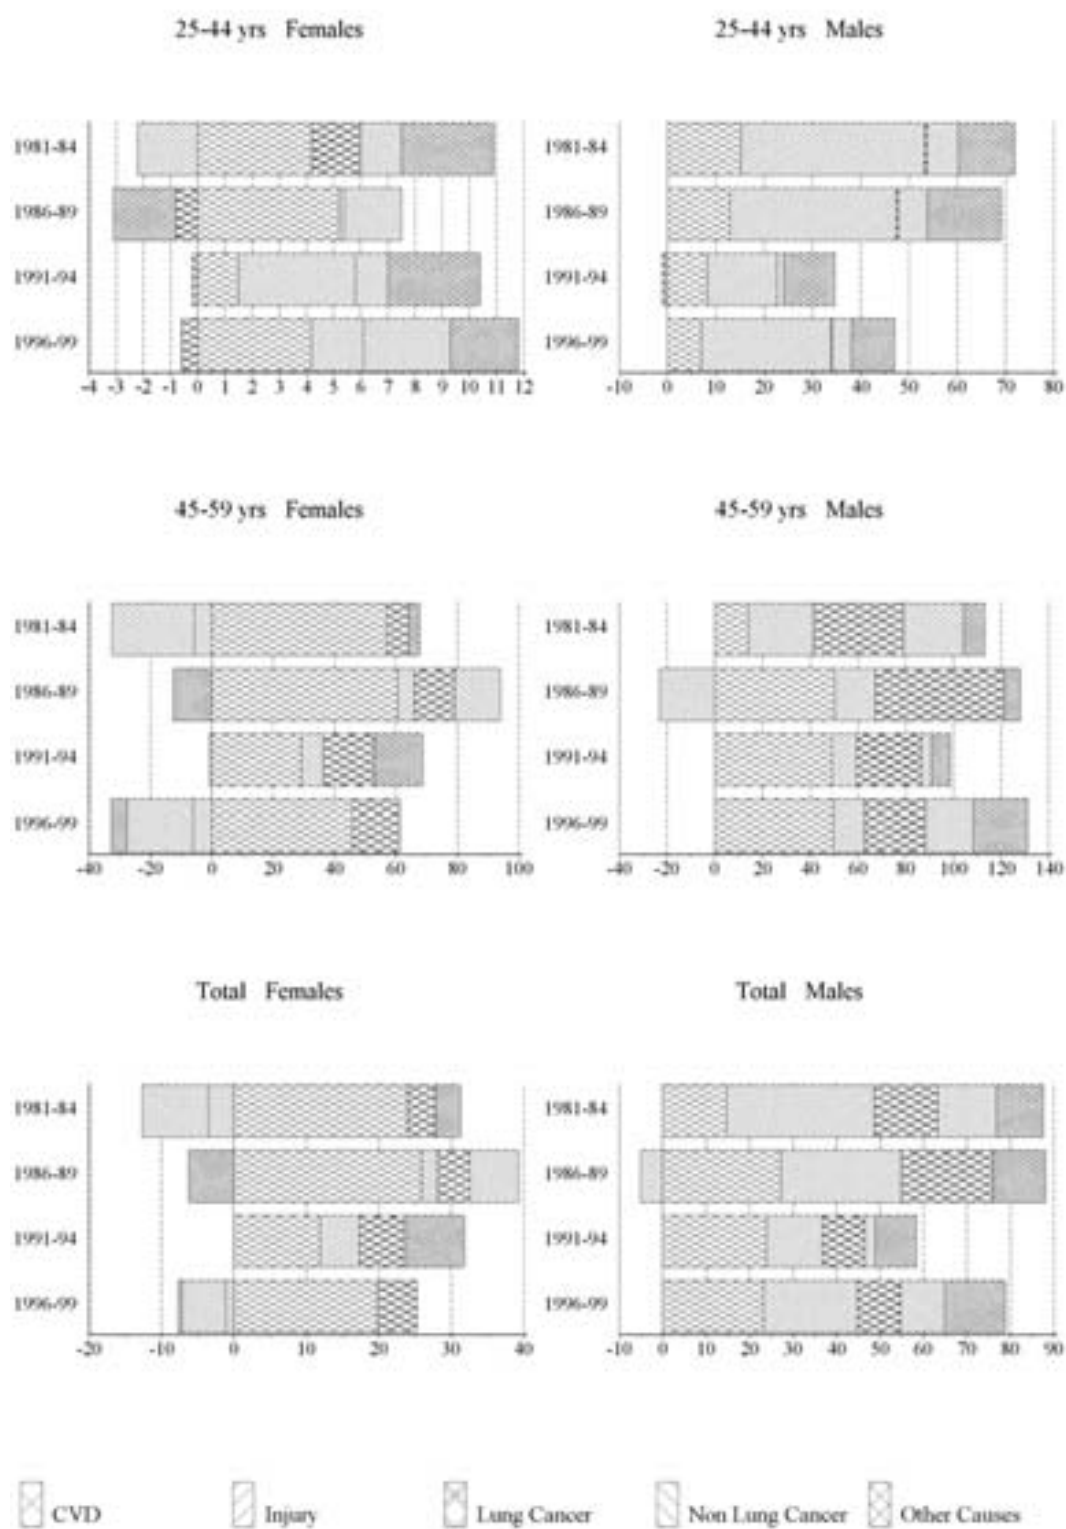 25-44 yrs Females
25-44 yrs Males
1981-84
1986-89
1991-94
1996-99
-4 -3 -2 -1 0 1 2 3 4 5 6 7 8 9 10 11 12
1981-84
1986-89
1991-94
1996-99
-10 0 10 20 30 40 50 60 70 80
45-59 yrs Females
45-59 yrs Males
1981-84
1986-89
1991-94
1996-99
-40 -20 0 20 40 60 80 100
1981-84
1986-89
1991-94
1996-99
-40 -20 0 20 40 60 80 100 120 140
Total Females
Total Males
1981-84
1986-89
1991-94
1996-99
-20 -10 0 10 20 30 40
1981-84
1986-89
1991-94
1996-99
-10 0 10 20 30 40 50 60 70 80 90
CVD Injury Lung Cancer Non Lung Cancer Other Causes